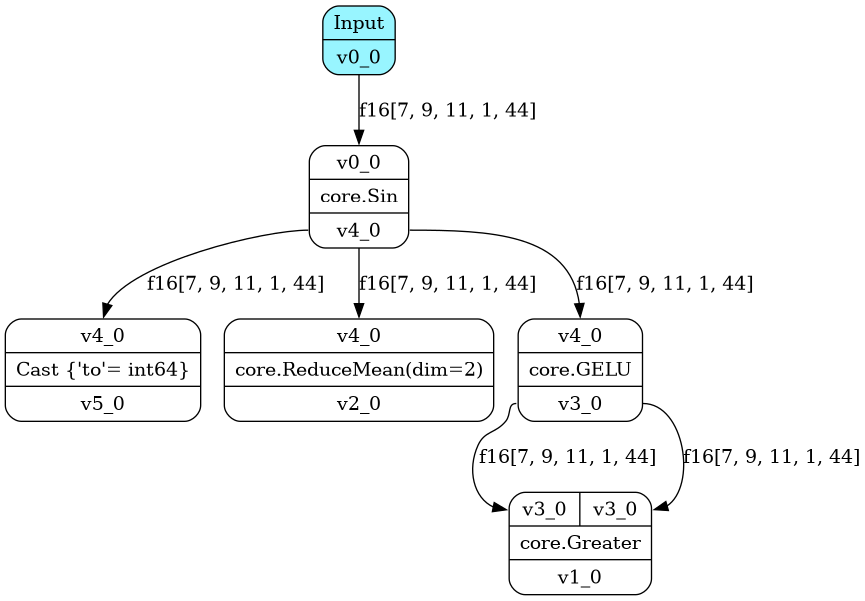 Input
v0_0
f16[7, 9, 11, 1, 44]
v0_0
core.Sin
v4_0
f16[7, 9, 11, 1, 44] f16[7, 9, 11, 1, 44] f16[7, 9, 11, 1, 44]
v4_0 v4_0 v4_0
Cast {'to'= int64} core.ReduceMean(dim=2) core.GELU
v5_0 v2_0 v3_0
f16[7, 9, 11, 1, 44] f16[7, 9, 11, 1, 44]
v3_0 v3_0
core.Greater
v1_0